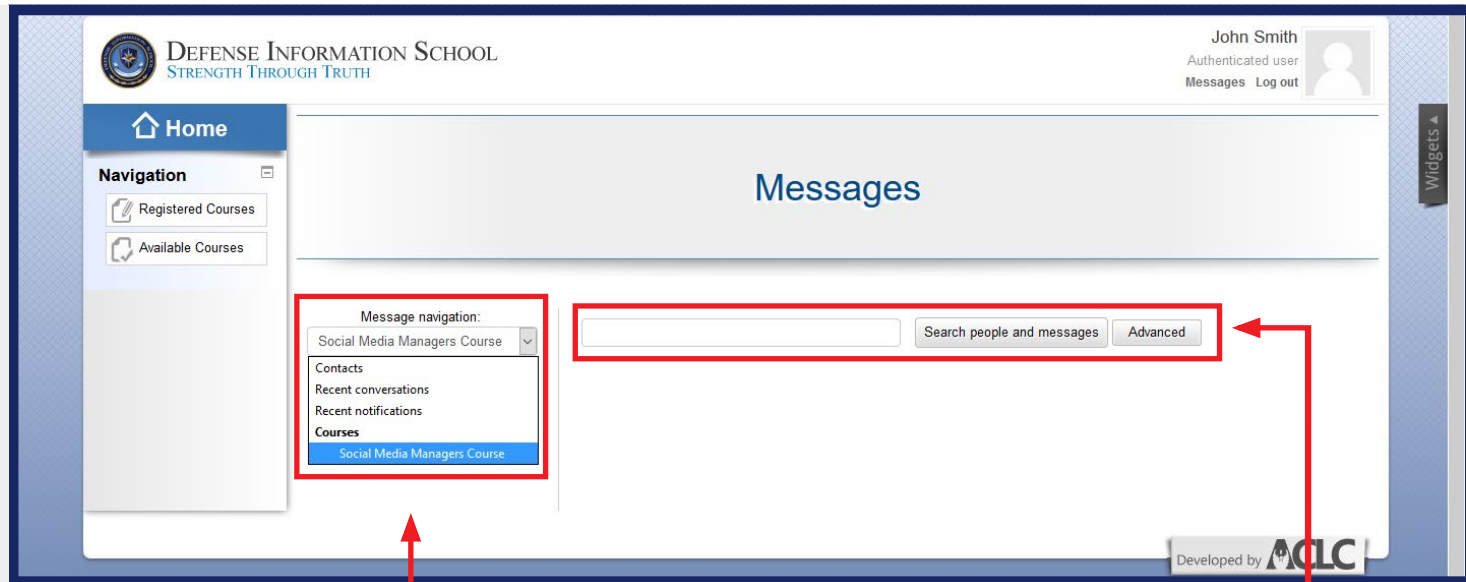 DEFENSE INFORMATION SCHOOL
STRENGTH THROUGH TRUTH
John Smith
Authenticated user
Messages Log out
Home
Navigation
Registered Courses
Available Courses
Messages
Widgets
Message navigation:
Social Media Managers Course
Contacts
Recent conversations
Recent notifications
Courses
Social Media Managers Course
Search people and messages
Advanced
Developed by ACLC